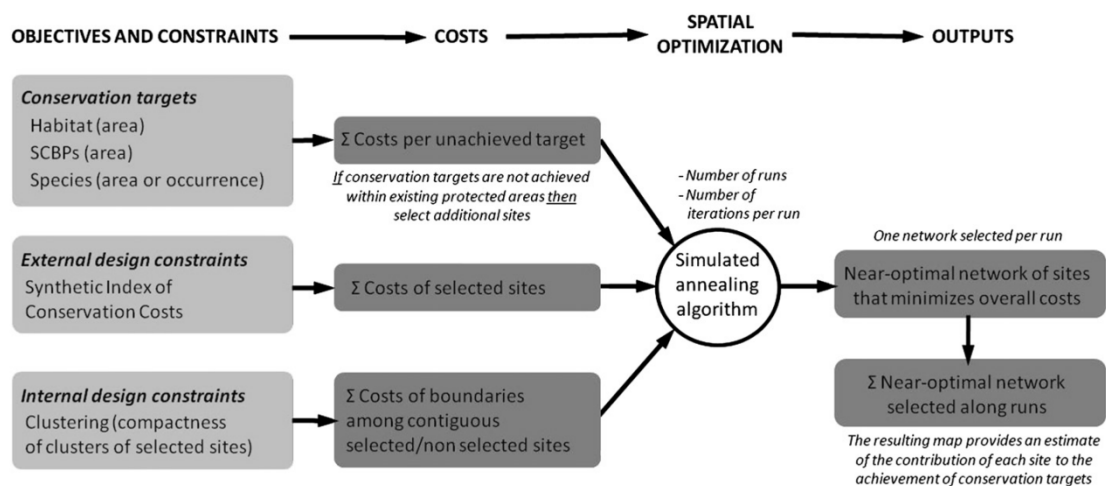 OBJECTIVES AND CONSTRAINTS
COSTS
SPATIAL
OPTIMIZATION
OUTPUTS
Conservation targets
Habitat (area)
SCBPs (area)
Species (area or occurrence)
Σ Costs per unachieved target
If conservation targets are not achieved
within existing protected areas then
select additional sites
External design constraints
Synthetic Index of
Conservation Costs
Σ Costs of selected sites
Internal design constraints
Clustering (compactness
of clusters of selected sites)
Σ Costs of boundaries
among contiguous
selected/non selected sites
- Number of runs
- Number of
iterations per run
Simulated
annealing
algorithm
One network selected per run
Near-optimal network of sites
that minimizes overall costs
Σ Near-optimal network
selected along runs
The resulting map provides an estimate
of the contribution of each site to the
achievement of conservation targets